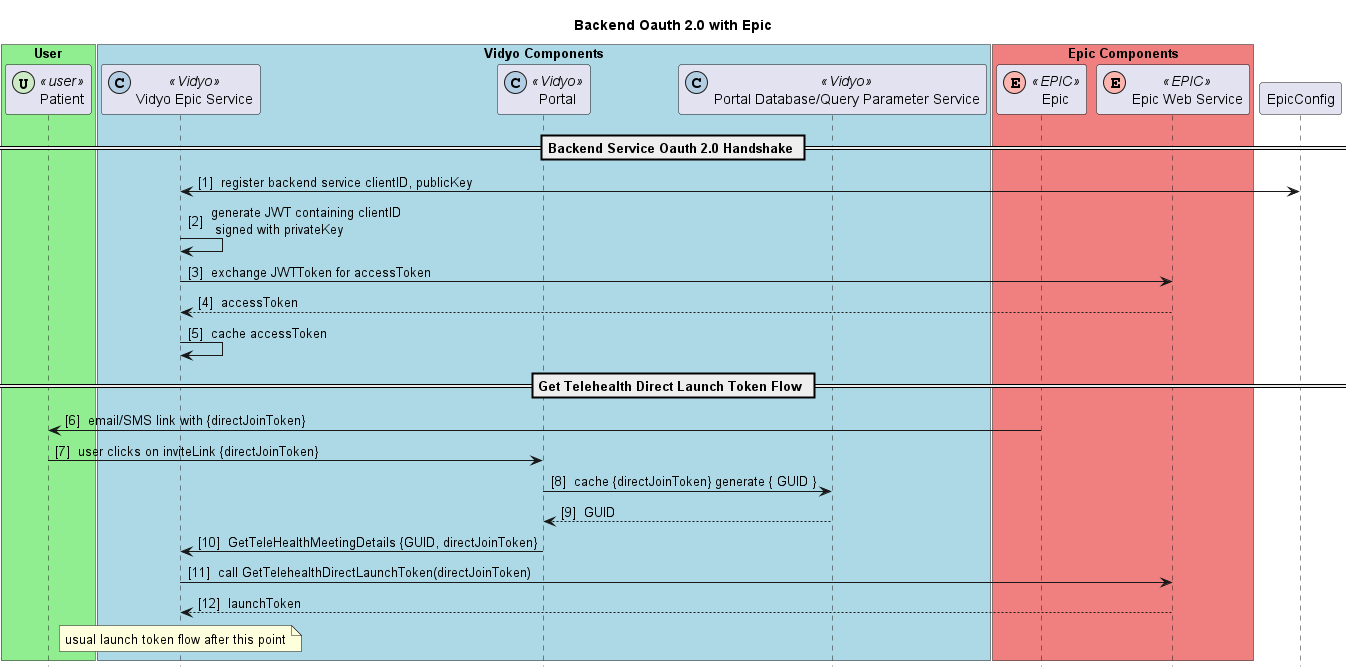 Backend Oauth 2.0 with Epic
User
Vidyo Components
Epic Components
U «user» Patient
C «Vidyo» Vidyo Epic Service
C «Vidyo» Portal
C «Vidyo» Portal Database/Query Parameter Service
E «EPIC» Epic
E «EPIC» Epic Web Service
EpicConfig
Backend Service Oauth 2.0 Handshake
[1] register backend service clientID, publicKey
[2] generate JWT containing clientID
signed with privateKey
[3] exchange JWTToken for accessToken
[4] accessToken
[5] cache accessToken
Get Telehealth Direct Launch Token Flow
[6] email/SMS link with {directJoinToken}
[7] user clicks on inviteLink {directJoinToken}
[8] cache {directJoinToken} generate { GUID }
[9] GUID
[10] GetTeleHealthMeetingDetails {GUID, directJoinToken}
[11] call GetTelehealthDirectLaunchToken(directJoinToken)
[12] launchToken
usual launch token flow after this point